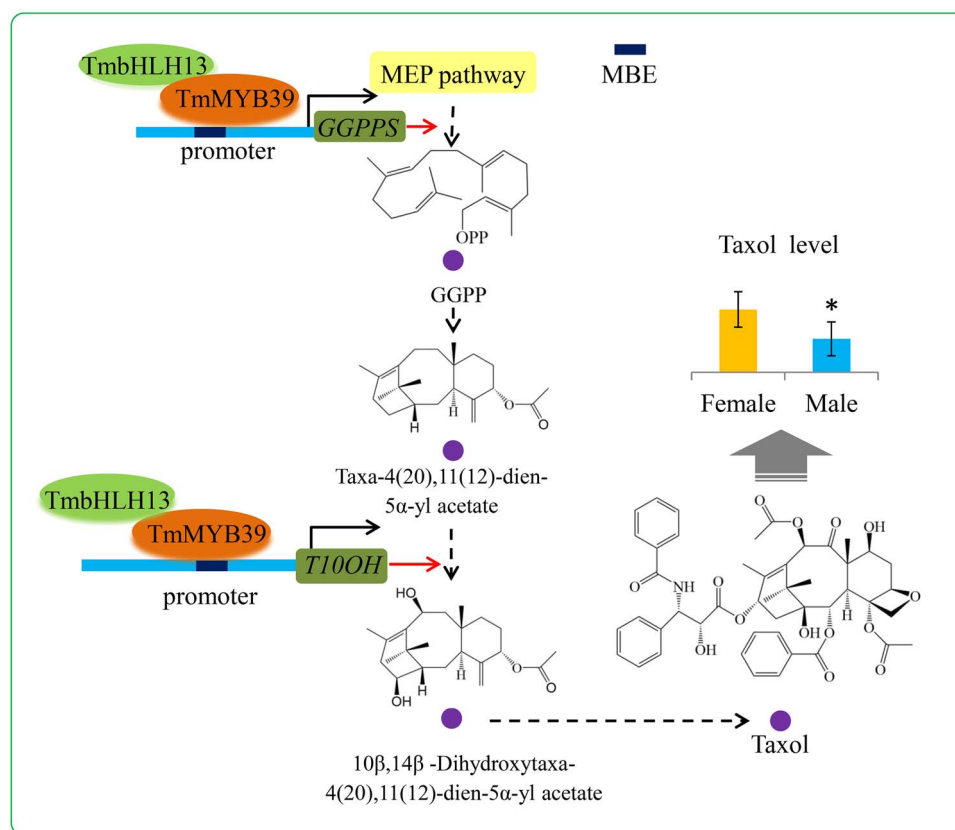 TmbHLH13
TmMYB39
GGPPS
promoter
MEP pathway
MBE
OPP
GGPP
H
H
O
O
Taxa-4(20),11(12)-dien-
5α-yl acetate
TmbHLH13
TmMYB39
T10OH
promoter
HO
H
H
OH
O
O
10β,14β -Dihydroxytaxa-
4(20),11(12)-dien-5α-yl acetate
Taxol level
*
Female
Male
O
O
O
OH
O
NH
O
O
OH
HO
O
O
H
O
O
O
O
Taxol